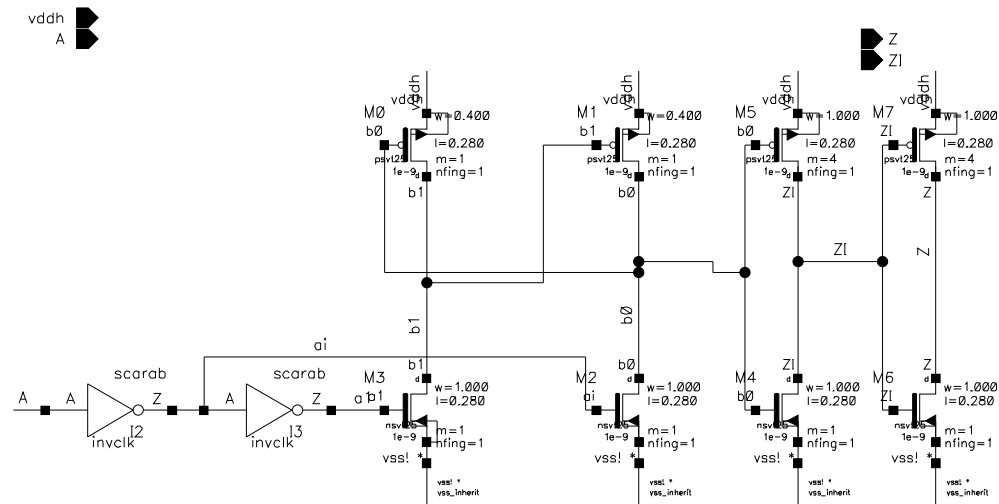 vddh
A
Z
ZI
vddh
vddh
M0
b0
w=0.400
l=0.280
psvt25
m=1
1e-9
d
nfing=1
b1
vddh
vddh
M1
b1
w=0.400
l=0.280
psvt25
m=1
1e-9
d
nfing=1
b0
vddh
vddh
M5
b0
w=1.000
l=0.280
psvt25
m=4
1e-9
d
nfing=1
ZI
vddh
vddh
M7
ZI
w=1.000
l=0.280
psvt25
m=4
1e-9
d
nfing=1
Z
ZI
Z
b1
b0
ai
A
A
scarab
Z
I2
invclk
A
scarab
Z
I3
invclk
b1
M3
a1
a1
d
w=1.000
l=0.280
nsvt25
m=1
1e-9
nfing=1
vss! *
vss! *
vss_inherit
b0
M2
ai
d
w=1.000
l=0.280
nsvt25
m=1
1e-9
nfing=1
vss! *
vss! *
vss_inherit
ZI
M4
b0
d
w=1.000
l=0.280
nsvt25
m=1
1e-9
nfing=1
vss! *
vss! *
vss_inherit
Z
M6
ZI
d
w=1.000
l=0.280
nsvt25
m=1
1e-9
nfing=1
vss! *
vss! *
vss_inherit